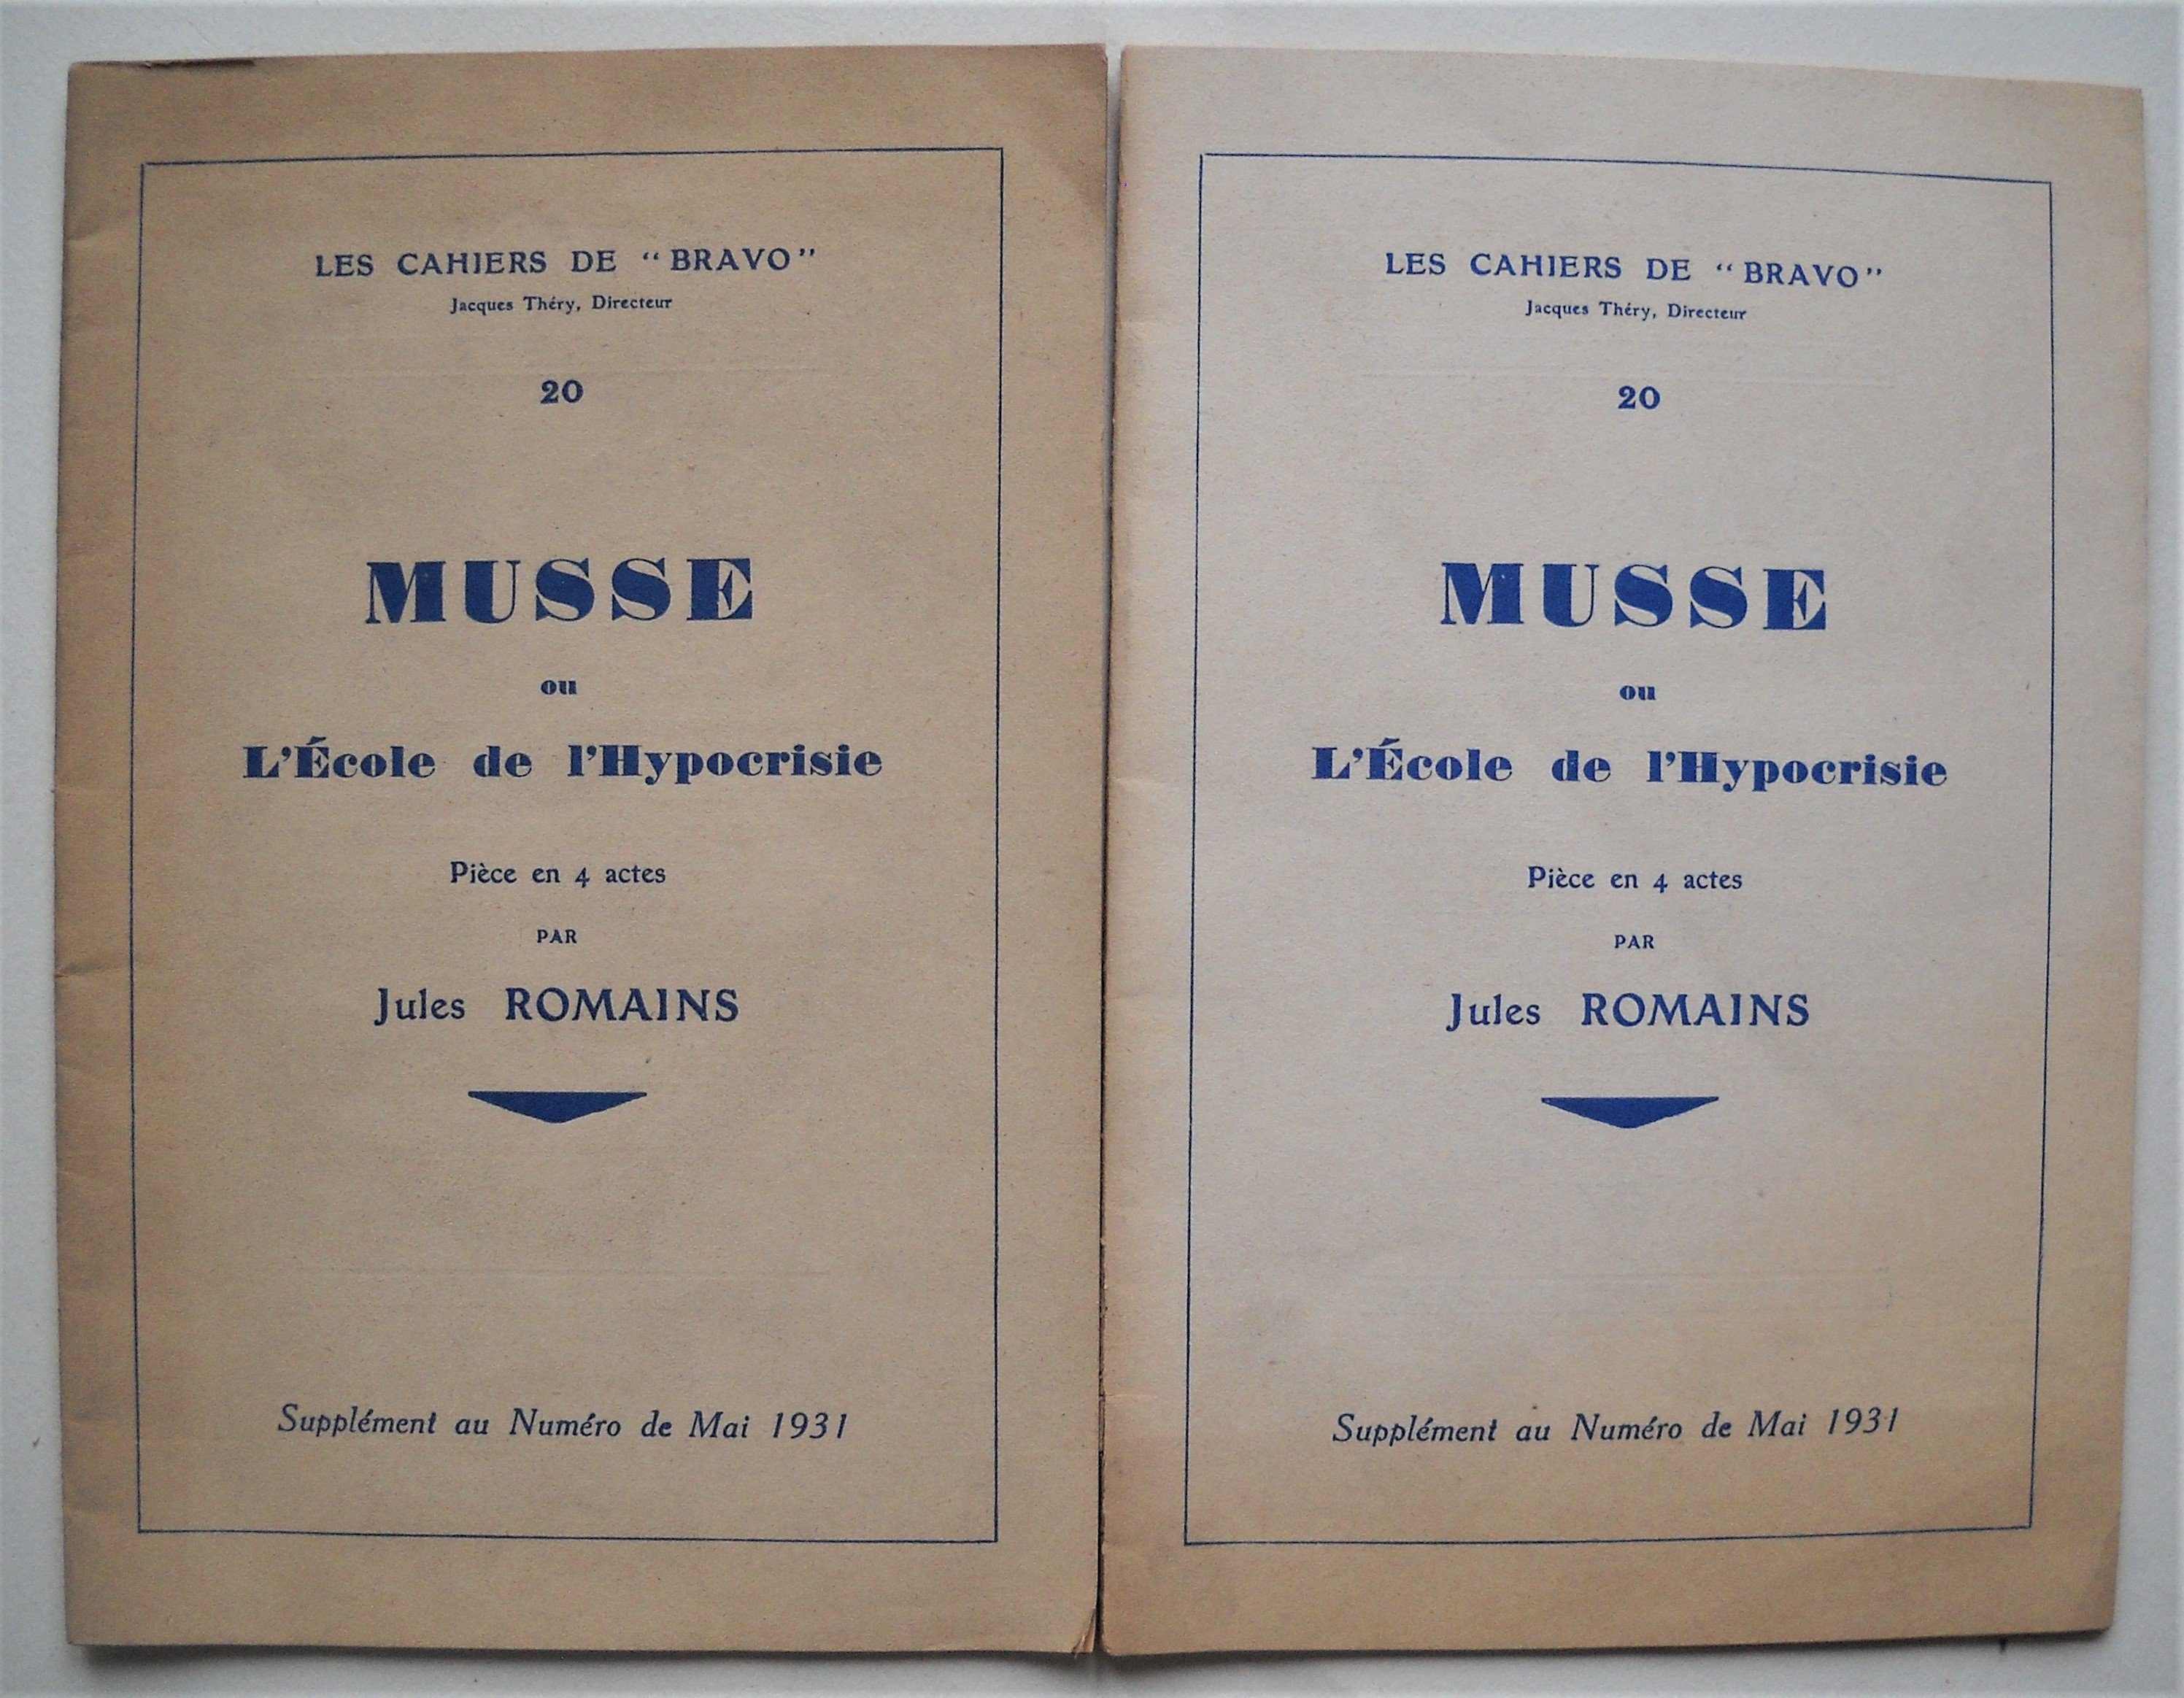 LES CAHIERS DE “BRAVO”
Jacques Théry, Directeur
20
MUSSE
ou
L’École de l’Hypocrisie
Pièce en 4 actes
PAR
Jules ROMAINS
Supplément au Numéro de Mai 1931
LES CAHIERS DE “BRAVO”
Jacques Théry, Directeur
20
MUSSE
ou
L’École de l’Hypocrisie
Pièce en 4 actes
PAR
Jules ROMAINS
Supplément au Numéro de Mai 1931